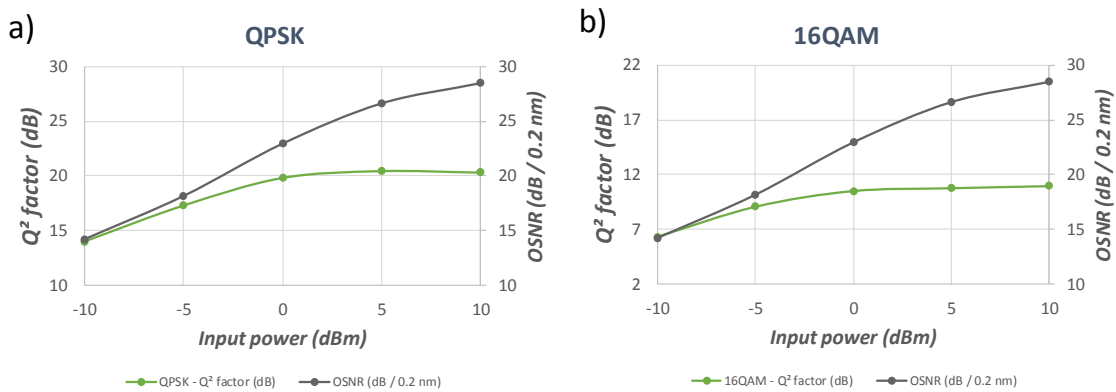 a)
QPSK
30
25
20
15
10
Q² factor (dB)
30
25
20
15
10
OSNR (dB / 0.2 nm)
-10 -5 0 5 10
Input power (dBm)
QPSK - Q² factor (dB) OSNR (dB / 0.2 nm)
b)
16QAM
22
17
12
7
2
Q² factor (dB)
30
25
20
15
10
OSNR (dB / 0.2 nm)
-10 -5 0 5 10
Input power (dBm)
16QAM - Q² factor (dB) OSNR (dB / 0.2 nm)